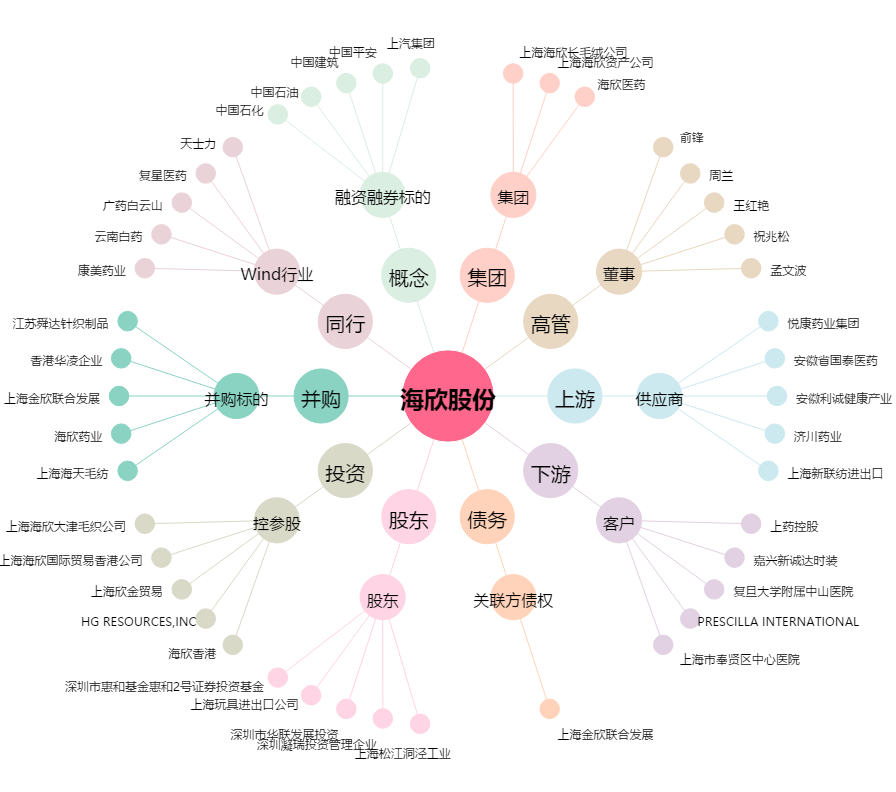 上汽集团
中国平安
中国建筑
中国石油
中国石化
上海海欣长毛绒公司
上海海欣资产公司
海欣医药
天士力
复星医药
广药白云山
云南白药
康美药业
俞锋
周兰
王红艳
祝兆松
孟文波
融资融券标的
集团
Wind行业
董事
概念
集团
同行
高管
江苏舜达针织制品
香港华凌企业
上海金欣联合发展
海欣药业
上海海天毛纺
并购标的
并购
海欣股份
上游
供应商
悦康药业集团
安徽省国泰医药
安徽利诚健康产业
济川药业
上海新联纺进出口
投资
下游
股东
债务
控参股
客户
上海海欣大津毛织公司
上海海欣国际贸易香港公司
上海欣金贸易
HG RESOURCES,INC
海欣香港
上药控股
嘉兴新诚达时装
复旦大学附属中山医院
PRESCILLA INTERNATIONAL
上海市奉贤区中心医院
股东
关联方债权
深圳市惠和基金惠和2号证券投资基金
上海玩具进出口公司
深圳市华联发展投资
深圳凝瑞投资管理企业
上海松江洞泾工业
上海金欣联合发展